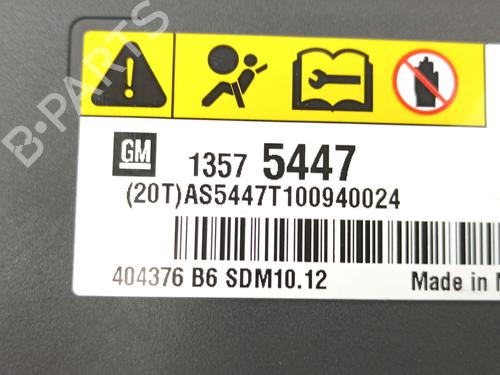 B-PARTS
GM
1357 5447
(20T)AS5447T100940024
404376 B6 SDM10.12
Made in